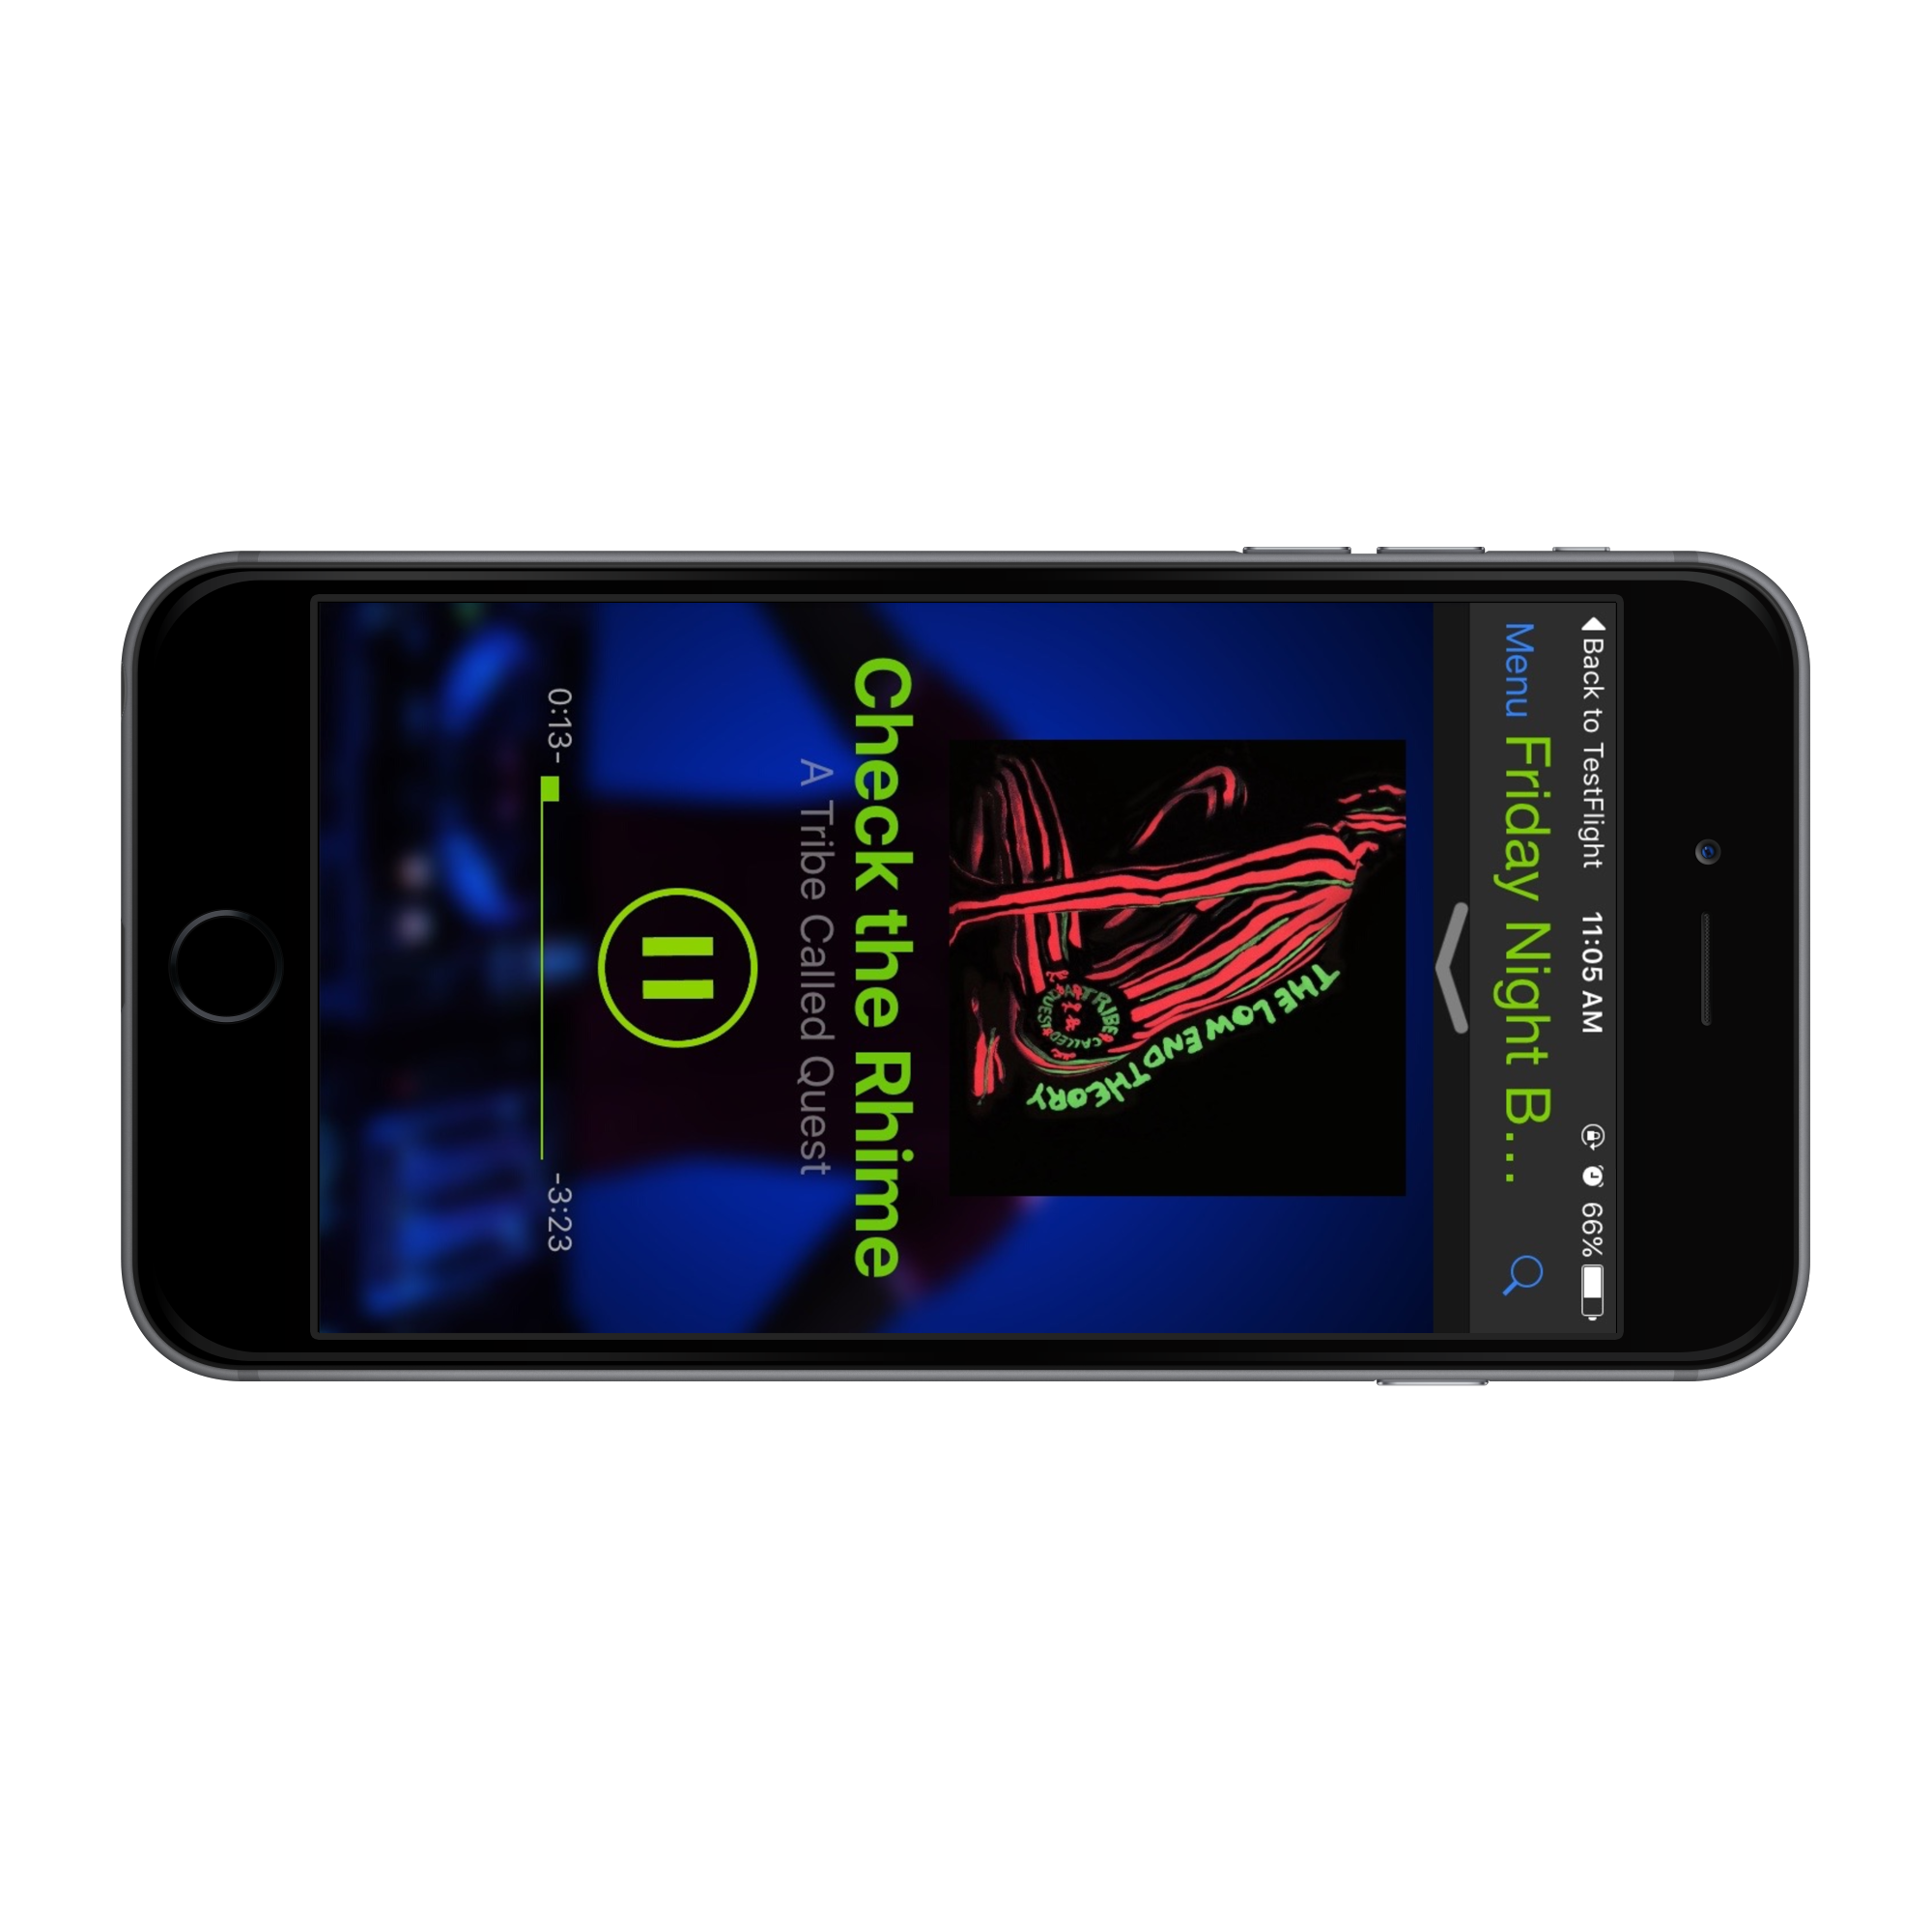 Back to TestFlight 11:05 AM 66%
Menu Friday Night B...
THE LOW END THEORY
A TRIBE CALLED QUEST
Check the Rhime
A Tribe Called Quest
0:13- -3:23